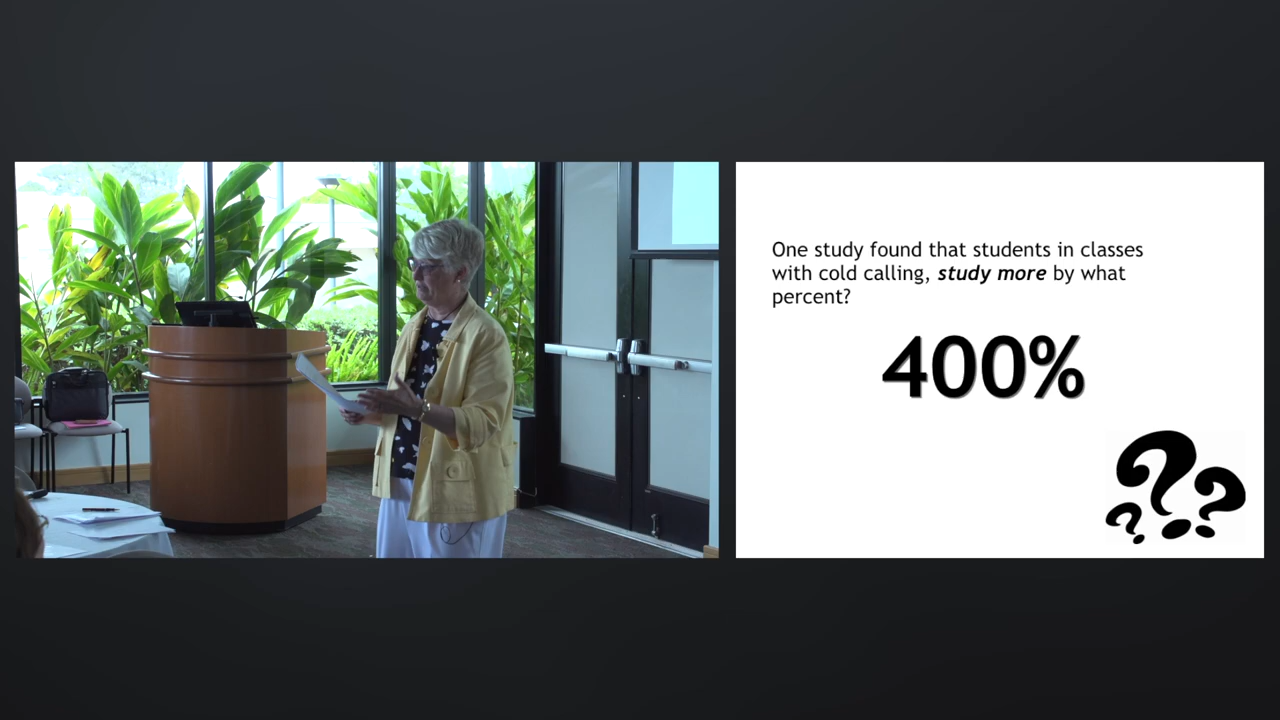 One study found that students in classes
with cold calling, study more by what
percent?
400%
???